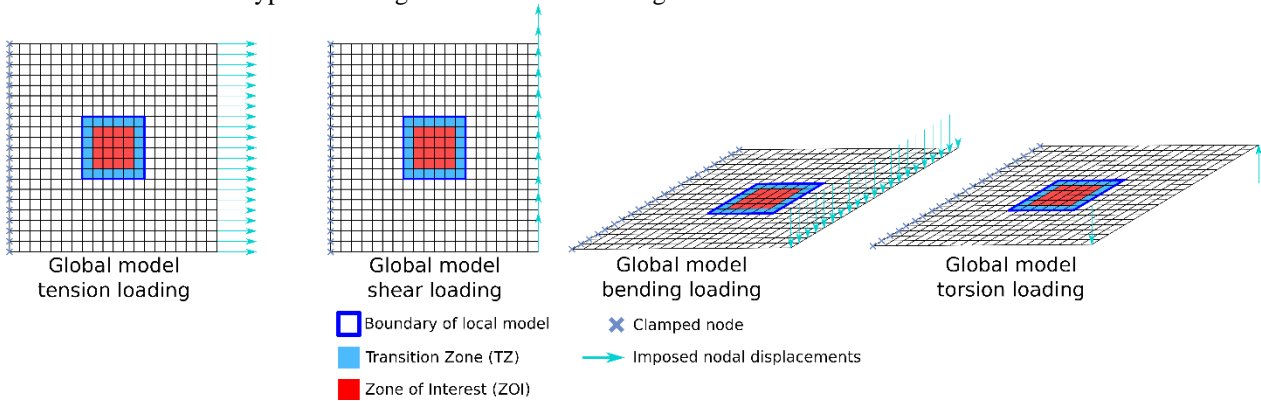 Global model
tension loading
Global model
shear loading
Global model
bending loading
Global model
torsion loading
Boundary of local model
Transition Zone (TZ)
Zone of Interest (ZOI)
Clamped node
Imposed nodal displacements